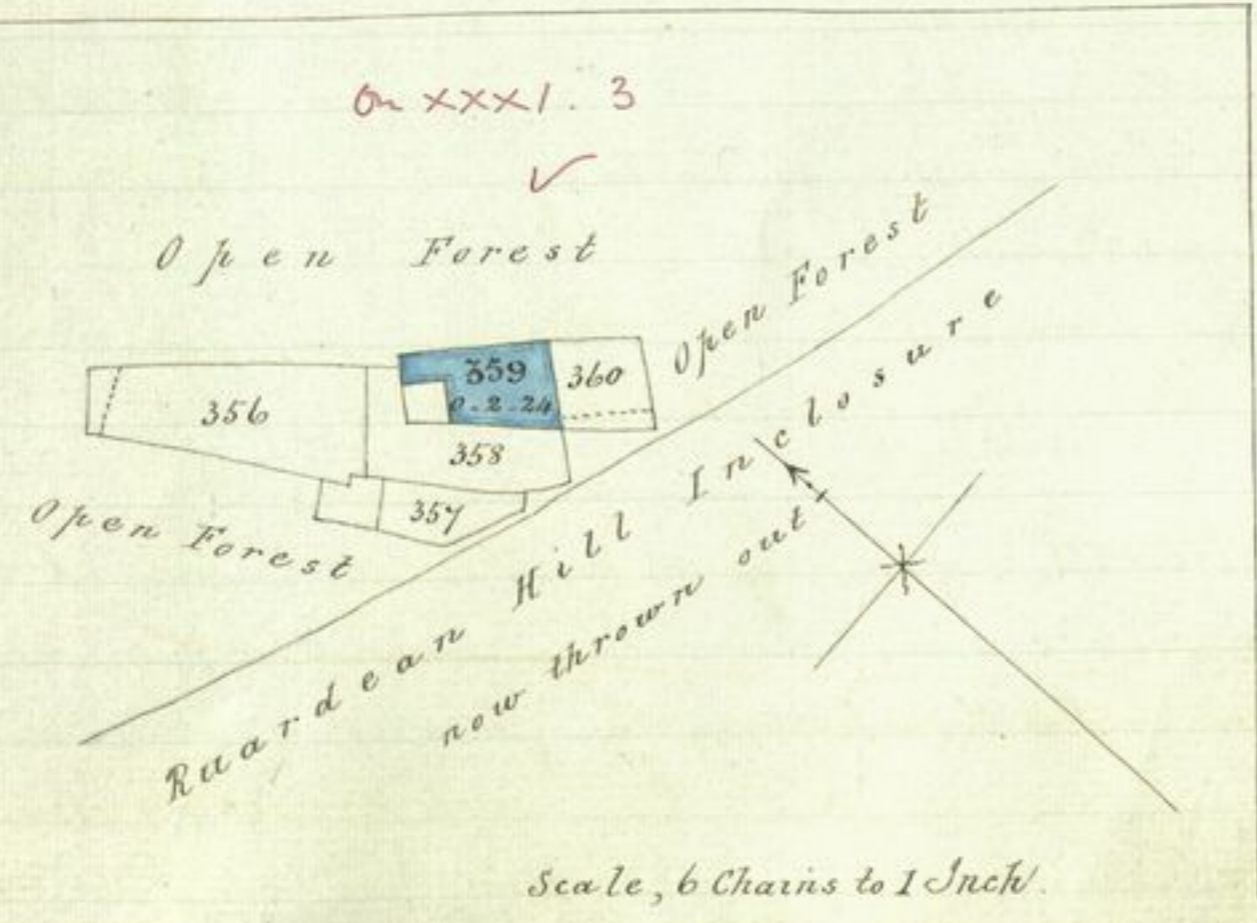 On XXXI. 3
Open Forest
Open Forest
359
0-2-24
360
356
358
357
Open Forest
Ruardean Hill Inclosure
now thrown out
Scale, 6 Chains to 1 Inch.